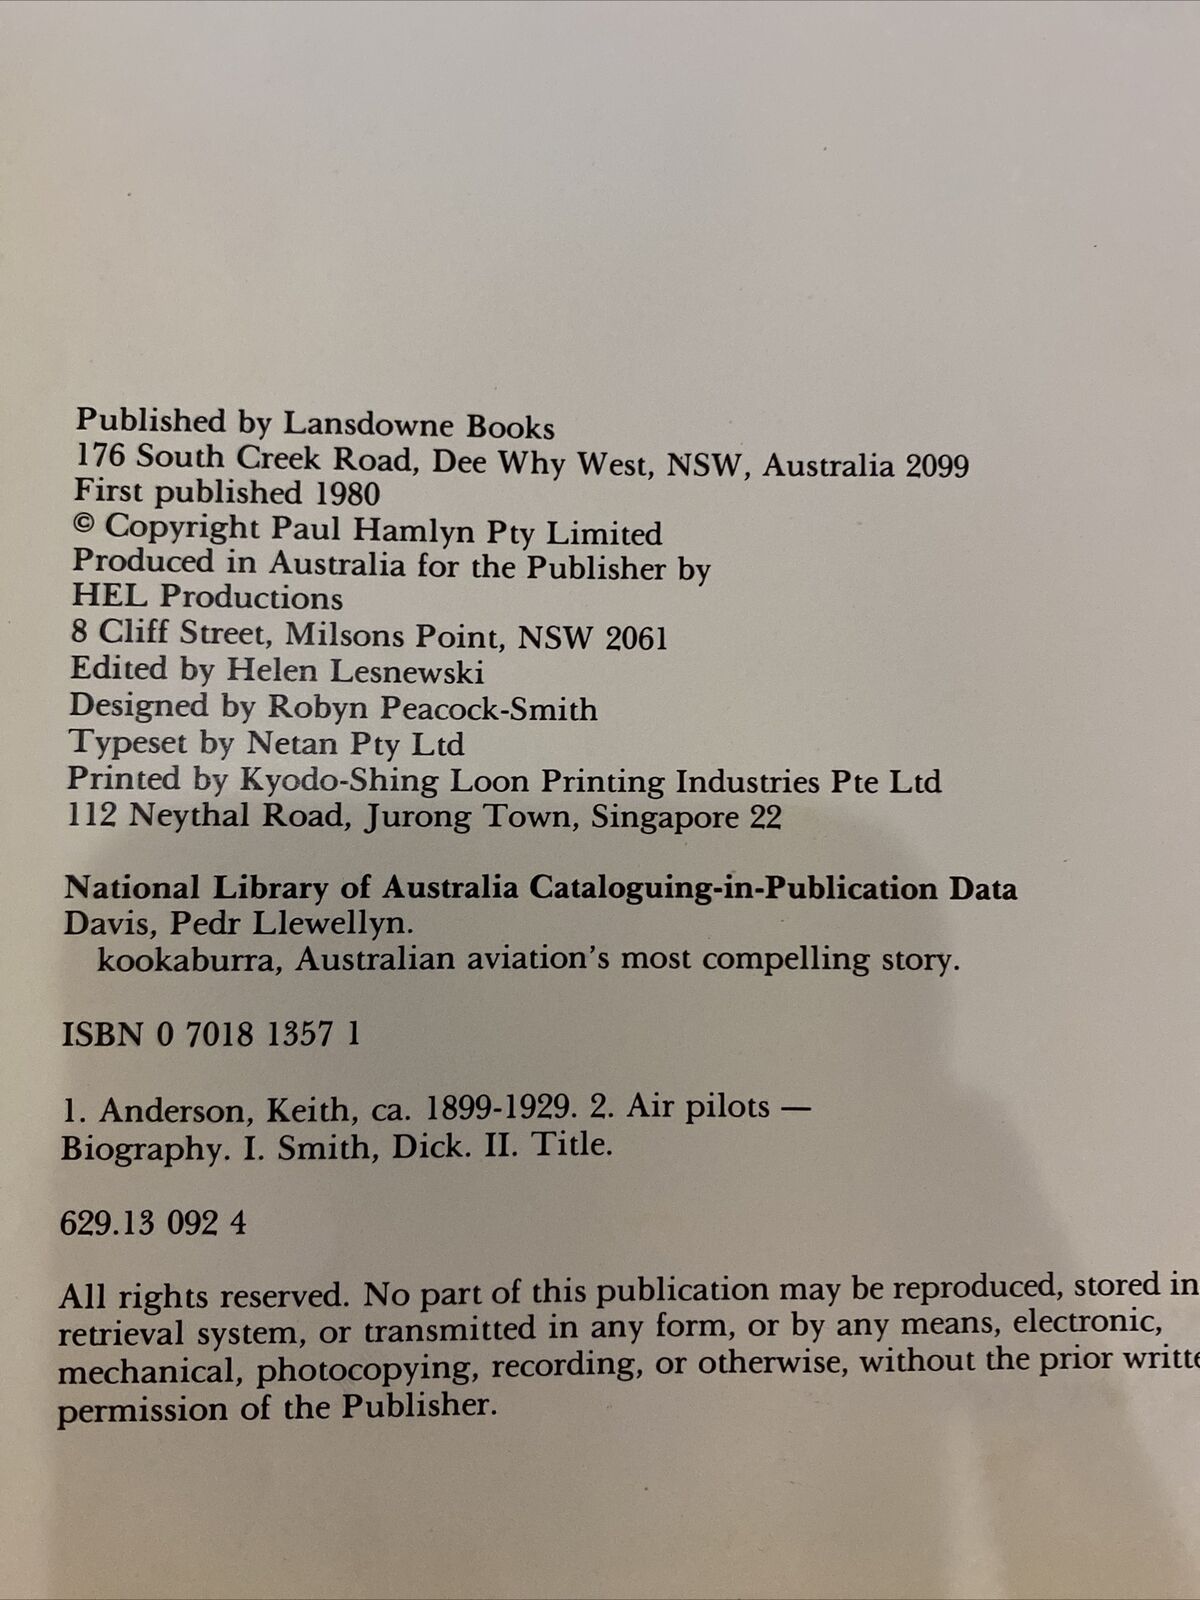 Published by Lansdowne Books
176 South Creek Road, Dee Why West, NSW, Australia 2099
First published 1980
© Copyright Paul Hamlyn Pty Limited
Produced in Australia for the Publisher by
HEL Productions
8 Cliff Street, Milsons Point, NSW 2061
Edited by Helen Lesnewski
Designed by Robyn Peacock-Smith
Typeset by Netan Pty Ltd
Printed by Kyodo-Shing Loon Printing Industries Pte Ltd
112 Neythal Road, Jurong Town, Singapore 22
National Library of Australia Cataloguing-in-Publication Data
Davis, Pedr Llewellyn.
kookaburra, Australian aviation's most compelling story.
ISBN 0 7018 1357 1
1. Anderson, Keith, ca. 1899-1929. 2. Air pilots —
Biography. I. Smith, Dick. II. Title.
629.13 092 4
All rights reserved. No part of this publication may be reproduced, stored in
retrieval system, or transmitted in any form, or by any means, electronic,
mechanical, photocopying, recording, or otherwise, without the prior writte
permission of the Publisher.